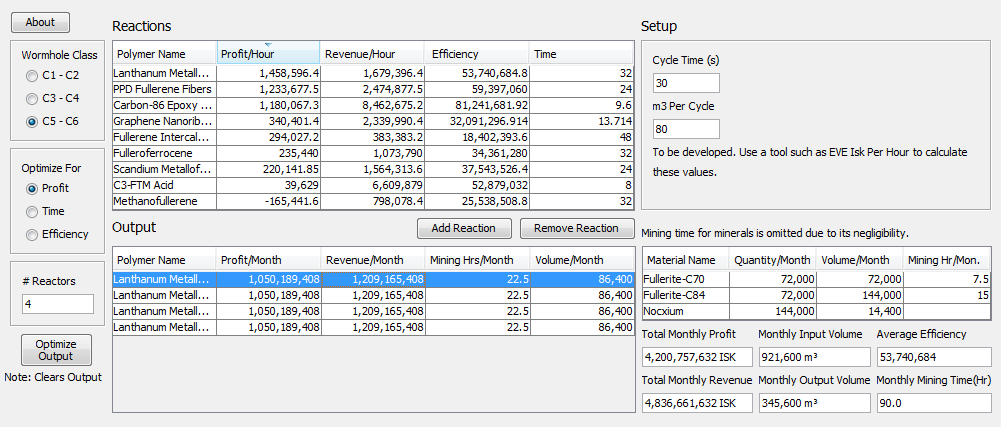 About
Wormhole Class
C1 - C2
C3 - C4
C5 - C6
Optimize For
Profit
Time
Efficiency
# Reactors
4
Optimize
Output
Note: Clears Output
Reactions
Polymer Name Profit/Hour Revenue/Hour Efficiency Time
Lanthanum Metall... 1,458,596.4 1,679,396.4 53,740,684.8 32
PPD Fullerene Fibers 1,233,677.5 2,474,877.5 59,397,060 24
Carbon-86 Epoxy ... 1,180,067.3 8,462,675.2 81,241,681.92 9.6
Graphene Nanorib... 340,401.4 2,339,990.4 32,091,296.914 13.714
Fullerene Intercal... 294,027.2 383,383.2 18,402,393.6 48
Fulleroferrocene 235,440 1,073,790 34,361,280 32
Scandium Metallof... 220,141.85 1,564,313.6 37,543,526.4 24
C3-FTM Acid 39,629 6,609,879 52,879,032 8
Methanofullerene -165,441.6 798,078.4 25,538,508.8 32
Output
Add Reaction
Remove Reaction
Polymer Name Profit/Month Revenue/Month Mining Hrs/Month Volume/Month
Lanthanum Metall... 1,050,189,408 1,209,165,408 22.5 86,400
Lanthanum Metall... 1,050,189,408 1,209,165,408 22.5 86,400
Lanthanum Metall... 1,050,189,408 1,209,165,408 22.5 86,400
Lanthanum Metall... 1,050,189,408 1,209,165,408 22.5 86,400
Setup
Cycle Time (s)
30
m3 Per Cycle
80
To be developed. Use a tool such as EVE Isk Per Hour to calculate
these values.
Mining time for minerals is omitted due to its negligibility.
Material Name Quantity/Month Volume/Month Mining Hr/Mon.
Fullerite-C70 72,000 72,000 7.5
Fullerite-C84 72,000 144,000 15
Nocxium 144,000 14,400
Total Monthly Profit Monthly Input Volume Average Efficiency
4,200,757,632 ISK 921,600 m³ 53,740,684
Total Monthly Revenue Monthly Output Volume Monthly Mining Time(Hr)
4,836,661,632 ISK 345,600 m³ 90.0